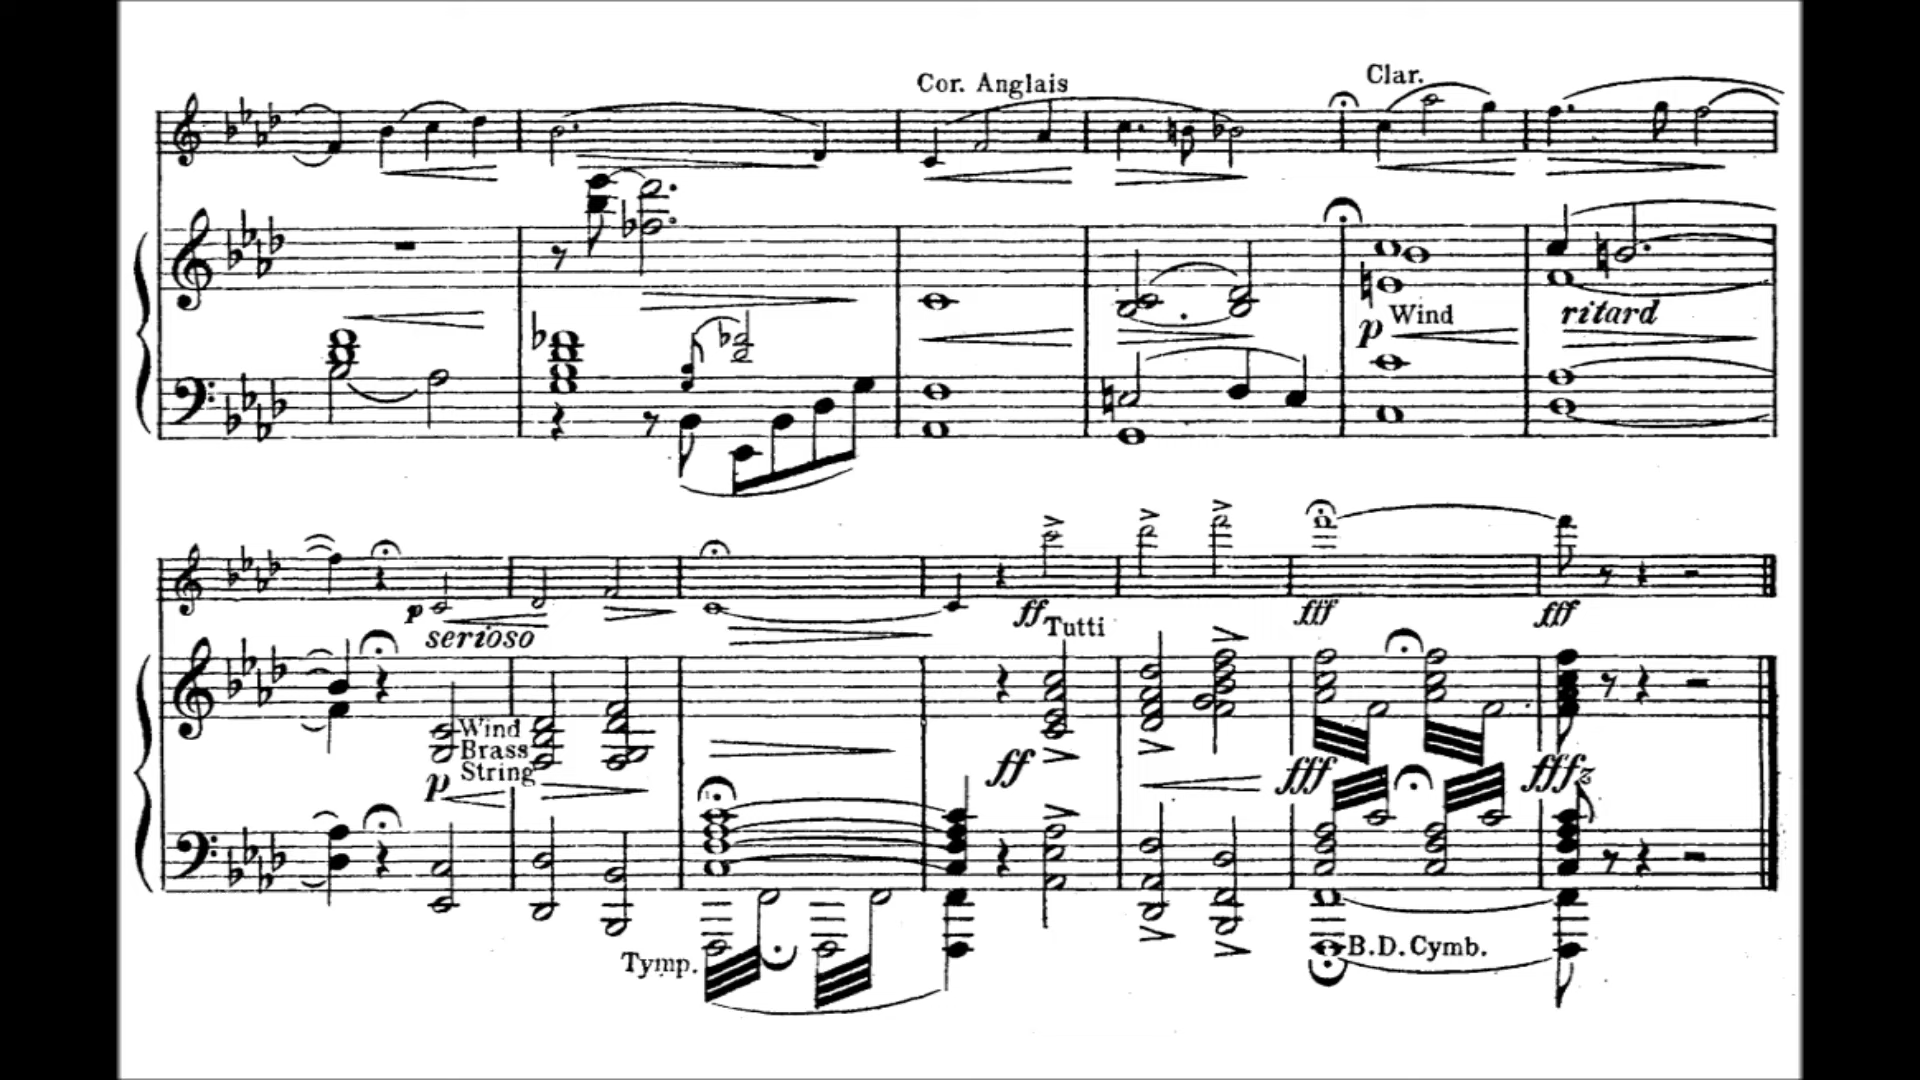 Cor. Anglais
Clar.
p Wind
ritard
p
serioso
ff
Tutti
fff
fff
Wind
Brass
String
p
ff
fff
fffz
Tymp.
B.D. Cymb.